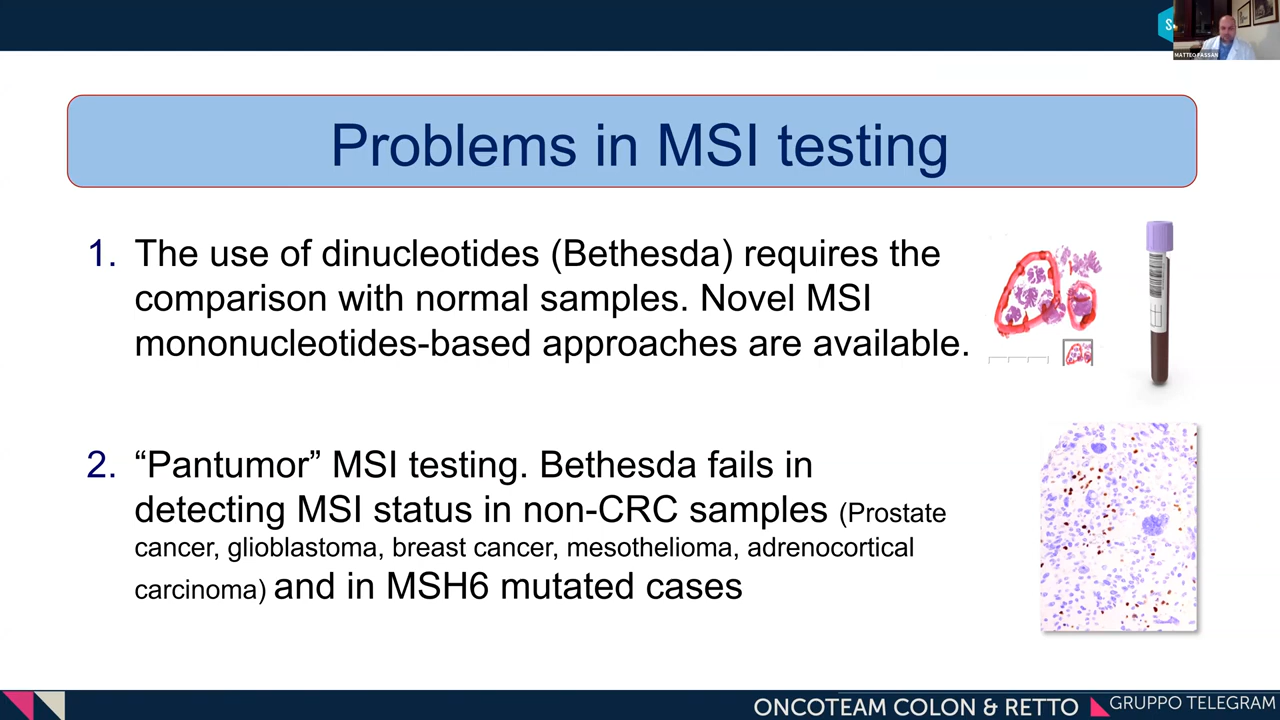 MATTEO FASSAN
Problems in MSI testing
1. The use of dinucleotides (Bethesda) requires the
comparison with normal samples. Novel MSI
mononucleotides-based approaches are available.
2. “Pantumor” MSI testing. Bethesda fails in
detecting MSI status in non-CRC samples (Prostate
cancer, glioblastoma, breast cancer, mesothelioma, adrenocortical
carcinoma) and in MSH6 mutated cases
ONCOTEAM COLON & RETTO GRUPPO TELEGRAM